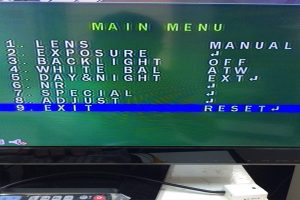 MAIN MENU
1. LENS MANUAL
2. EXPOSURE ↲
3. BACKLIGHT OFF
4. WHITE BAL ATW
5. DAY&NIGHT EXT↲
6. NR ↲
7. SPECIAL ↲
8. ADJUST ↲
9. EXIT RESET↲